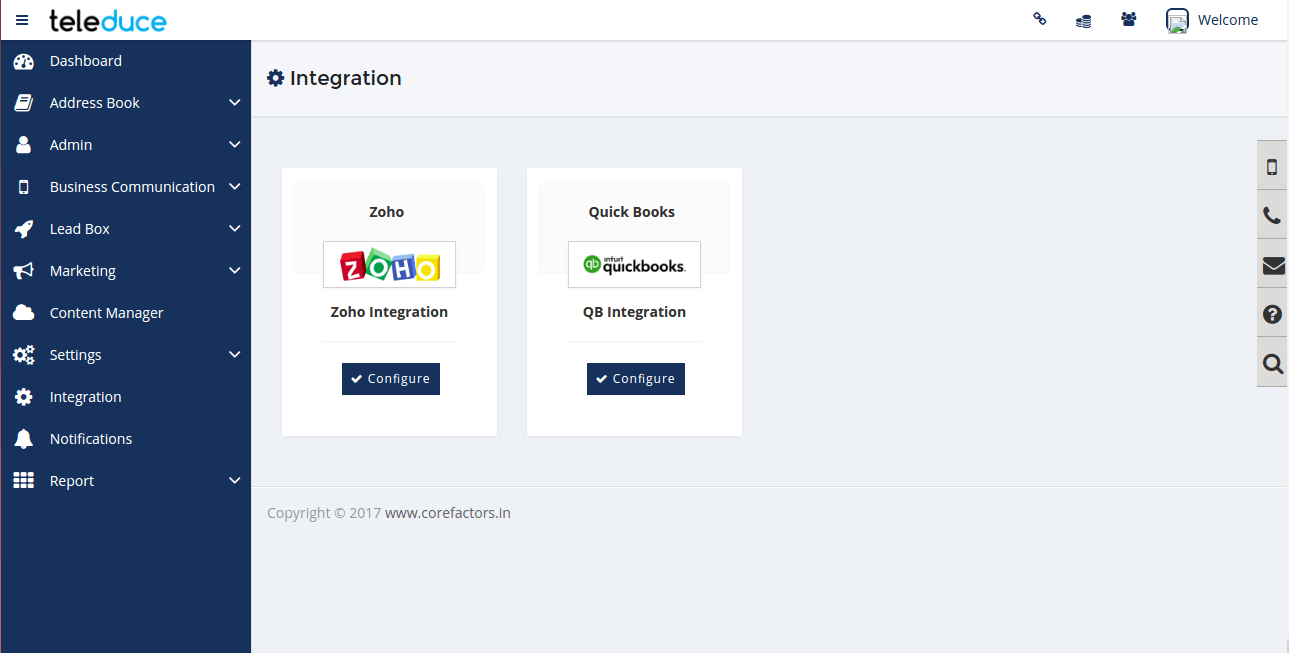 teleduce
Welcome
Dashboard
Address Book
Admin
Business Communication
Lead Box
Marketing
Content Manager
Settings
Integration
Notifications
Report
Integration
Zoho
ZOHO
Zoho Integration
Configure
Quick Books
qb intuit quickbooks.
QB Integration
Configure
Copyright © 2017 www.corefactors.in